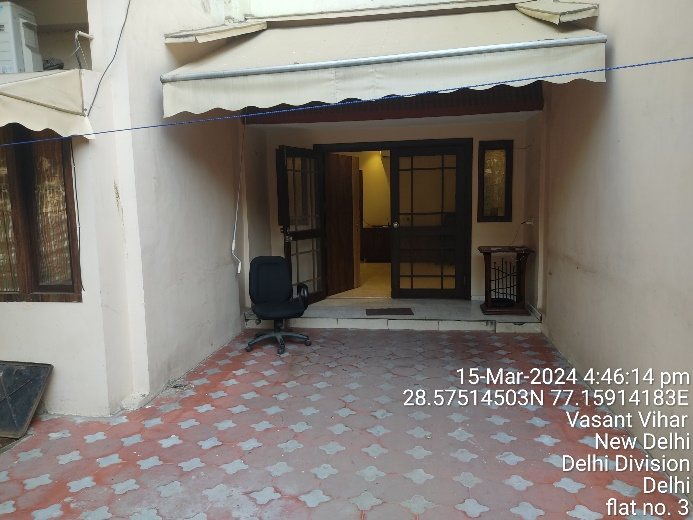 15-Mar-2024 4:46:14 pm
28.57514503N 77.15914183E
Vasant Vihar
New Delhi
Delhi Division
Delhi
flat no. 3